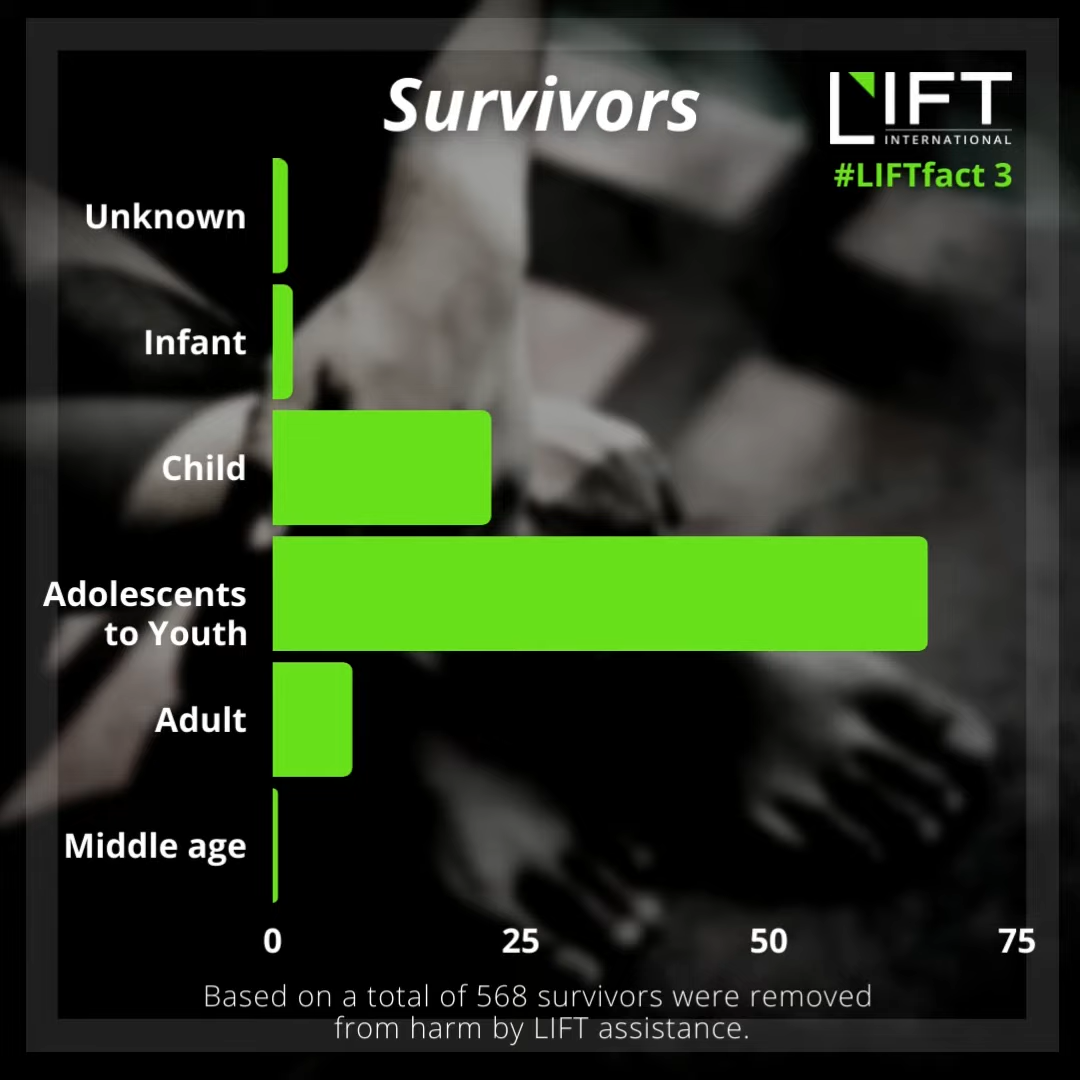 Survivors
LIFT
INTERNATIONAL
#LIFTfact 3
Unknown
Infant
Child
Adolescents
to Youth
Adult
Middle age
0 25 50 75
Based on a total of 568 survivors were removed
from harm by LIFT assistance.